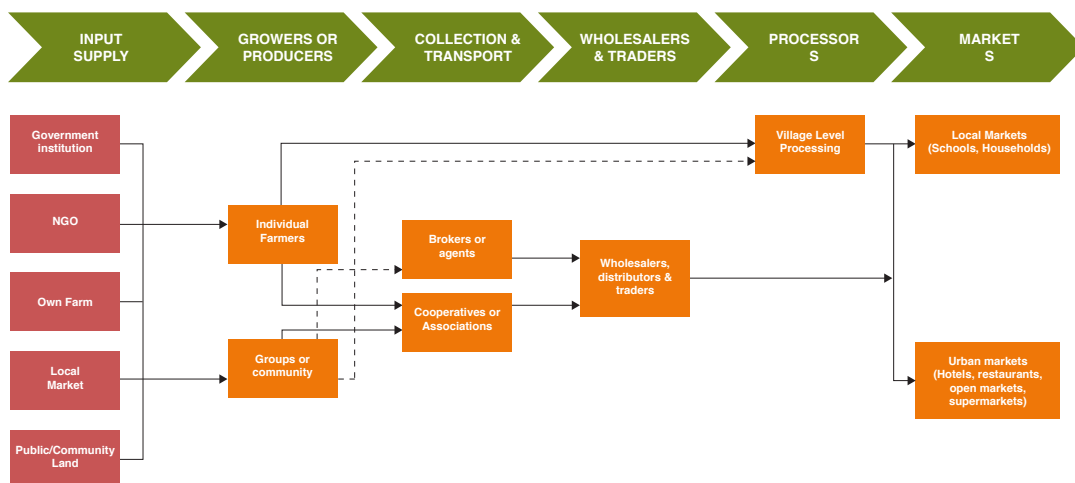 INPUT
SUPPLY
GROWERS OR
PRODUCERS
COLLECTION &
TRANSPORT
WHOLESALERS
& TRADERS
PROCESSOR
S
MARKET
S
Government
institution
NGO
Own Farm
Local
Market
Public/Community
Land
Individual
Farmers
Groups or
community
Brokers or
agents
Cooperatives or
Associations
Wholesalers,
distributors &
traders
Village Level
Processing
Local Markets
(Schools, Households)
Urban markets
(Hotels, restaurants,
open markets,
supermarkets)